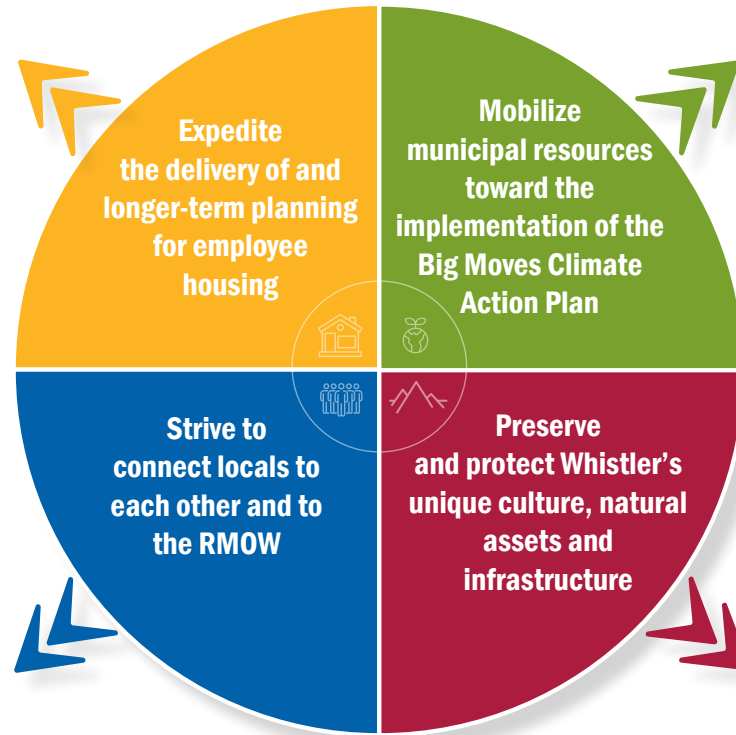 Expedite
the delivery of and
longer-term planning
for employee
housing
Mobilize
municipal resources
toward the
implementation of the
Big Moves Climate
Action Plan
Strive to
connect locals to
each other and to
the RMOW
Preserve
and protect Whistler's
unique culture, natural
assets and
infrastructure